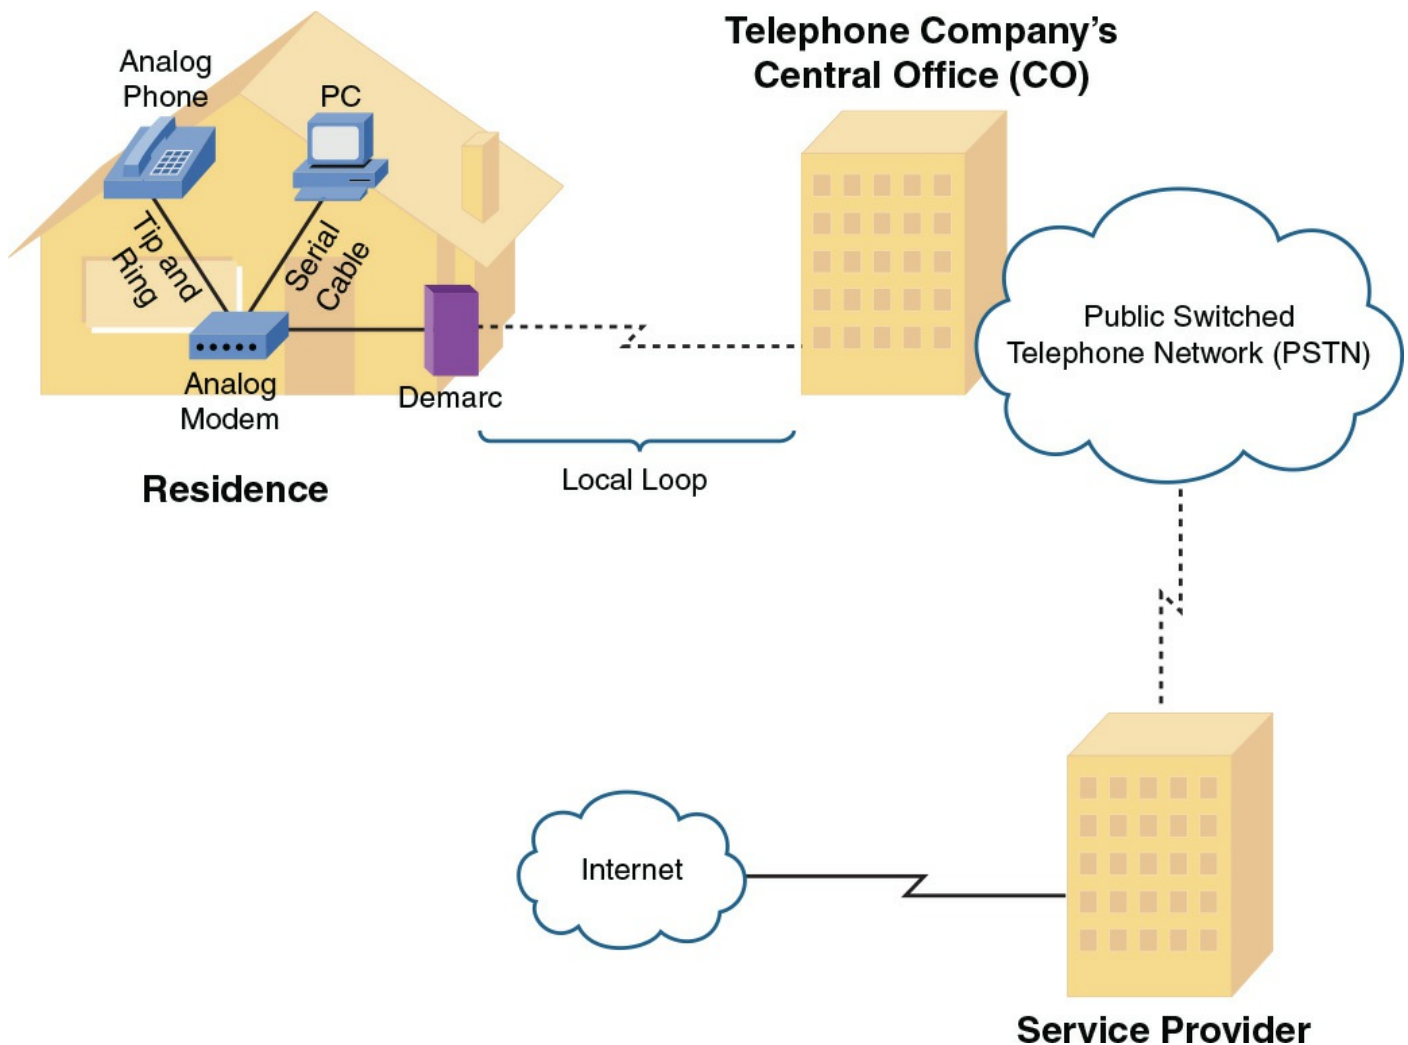 Telephone Company’s
Central Office (CO)
Analog
Phone
PC
Tip and
Ring
Serial
Cable
Public Switched
Telephone Network (PSTN)
Analog
Modem
Demarc
Local Loop
Residence
Internet
Service Provider